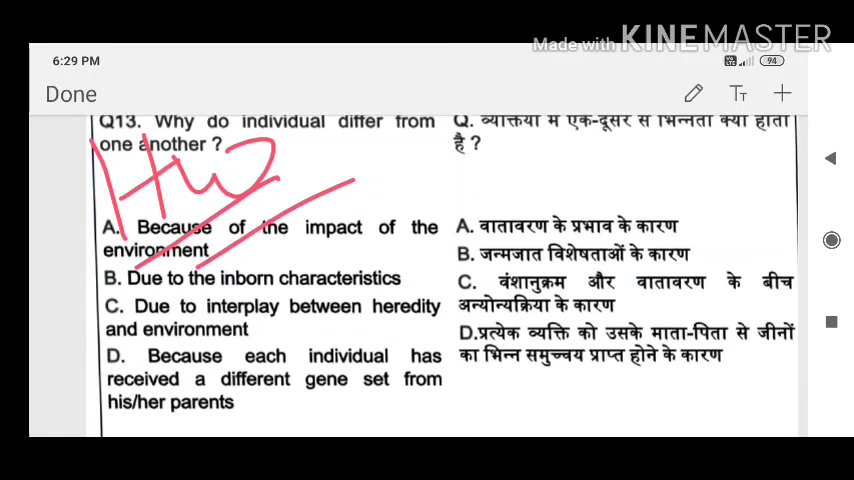 Made with KINEMASTER
6:29 PM
94
Done
Q13. Why do individual differ from
one another ?
A. Because of the impact of the
environment
B. Due to the inborn characteristics
C. Due to interplay between heredity
and environment
D. Because each individual has
received a different gene set from
his/her parents
Q. व्यक्तियों में एक-दूसरे से भिन्नता क्यों होती
है ?
A. वातावरण के प्रभाव के कारण
B. जन्मजात विशेषताओं के कारण
C. वंशानुक्रम और वातावरण के बीच
अन्योन्यक्रिया के कारण
D.प्रत्येक व्यक्ति को उसके माता-पिता से जीनों
का भिन्न समुच्चय प्राप्त होने के कारण